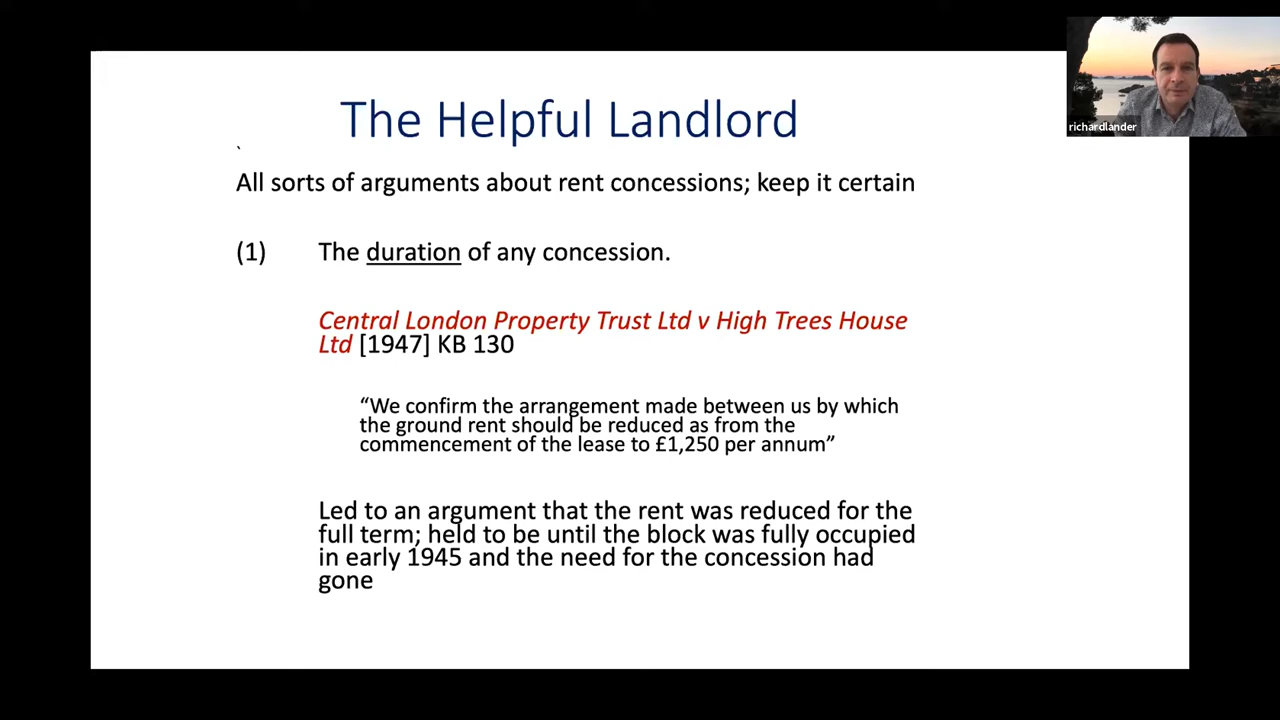 The Helpful Landlord
`
All sorts of arguments about rent concessions; keep it certain
(1) The duration of any concession.
Central London Property Trust Ltd v High Trees House
Ltd [1947] KB 130
“We confirm the arrangement made between us by which
the ground rent should be reduced as from the
commencement of the lease to £1,250 per annum”
Led to an argument that the rent was reduced for the
full term; held to be until the block was fully occupied
in early 1945 and the need for the concession had
gone
richardlander